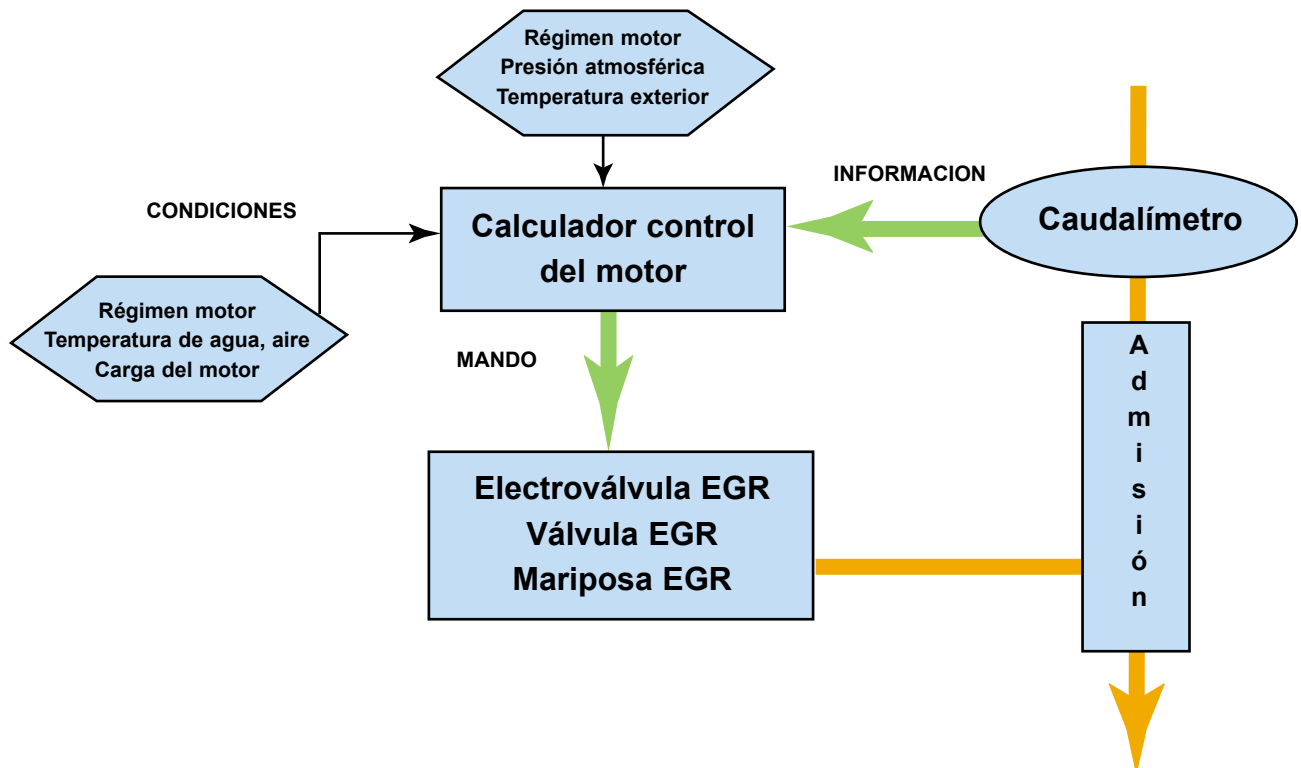 Régimen motor
Presión atmosférica
Temperatura exterior
INFORMACION
CONDICIONES
Calculador control
del motor
Caudalímetro
Régimen motor
Temperatura de agua, aire
Carga del motor
MANDO
Admisión
Electroválvula EGR
Válvula EGR
Mariposa EGR